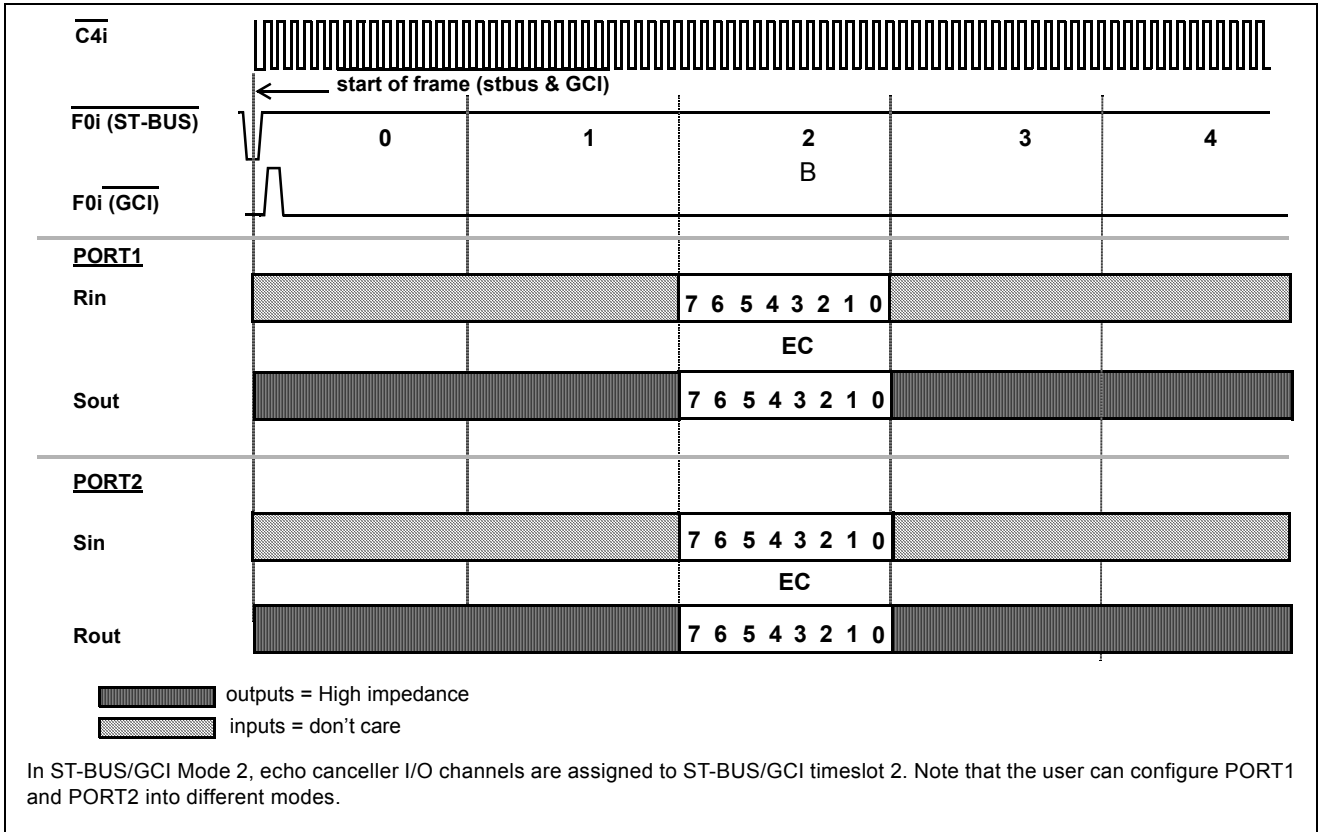 C4i
start of frame (stbus & GCI)
F0i (ST-BUS)
0 1 2 3 4
B
F0i (GCI)
PORT1
Rin
7 6 5 4 3 2 1 0
EC
Sout
7 6 5 4 3 2 1 0
PORT2
Sin
7 6 5 4 3 2 1 0
EC
Rout
7 6 5 4 3 2 1 0
outputs = High impedance
inputs = don't care
In ST-BUS/GCI Mode 2, echo canceller I/O channels are assigned to ST-BUS/GCI timeslot 2. Note that the user can configure PORT1
and PORT2 into different modes.